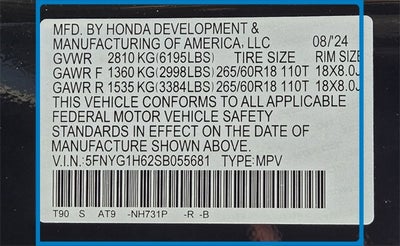 MFD. BY HONDA DEVELOPMENT &
MANUFACTURING OF AMERICA, LLC 08/'24
GVWR 2810 KG(6195LBS) TIRE SIZE RIM SIZE
GAWR F 1360 KG(2998LBS) 265/60R18 110T 18X8.0J
GAWR R 1535 KG(3384LBS) 265/60R18 110T 18X8.0J
THIS VEHICLE CONFORMS TO ALL APPLICABLE
FEDERAL MOTOR VEHICLE SAFETY
STANDARDS IN EFFECT ON THE DATE OF
MANUFACTURE SHOWN ABOVE.
V.I.N.:5FNYG1H62SB055681 TYPE:MPV
T90 S AT9 -NH731P -R -B